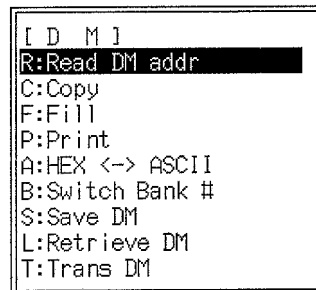 [ D  M ]
R:Read DM addr
C:Copy
F:Fill
P:Print
A:HEX <-> ASCII
B:Switch Bank #
S:Save DM
L:Retrieve DM
T:Trans DM